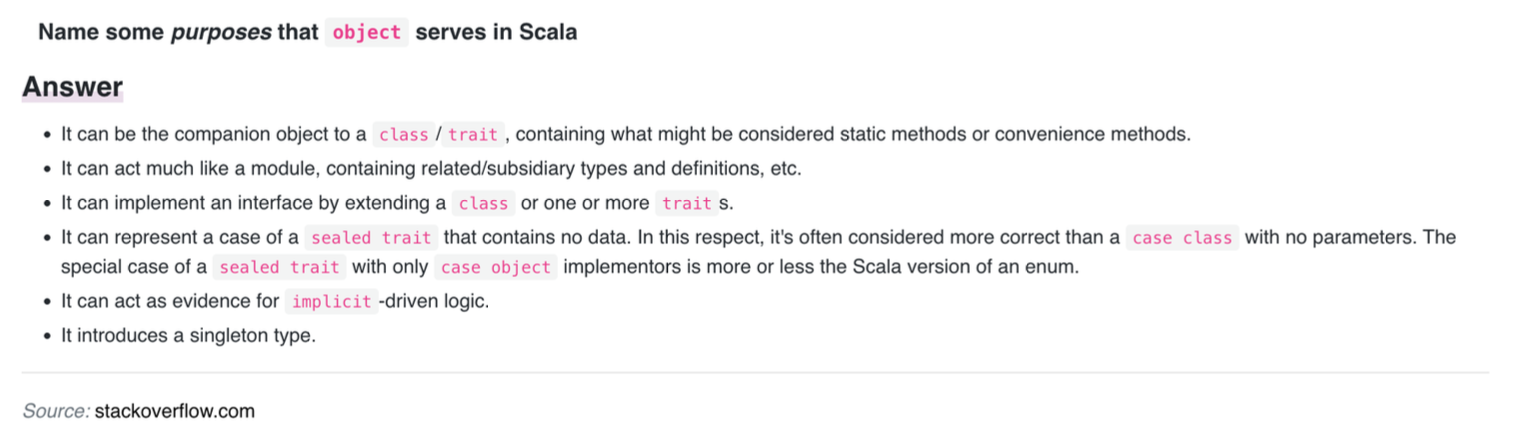 Name some purposes that object serves in Scala
Answer
• It can be the companion object to a class / trait , containing what might be considered static methods or convenience methods.
• It can act much like a module, containing related/subsidiary types and definitions, etc.
• It can implement an interface by extending a class or one or more trait s.
• It can represent a case of a sealed trait that contains no data. In this respect, it's often considered more correct than a case class with no parameters. The
special case of a sealed trait with only case object implementors is more or less the Scala version of an enum.
• It can act as evidence for implicit -driven logic.
• It introduces a singleton type.
Source: stackoverflow.com